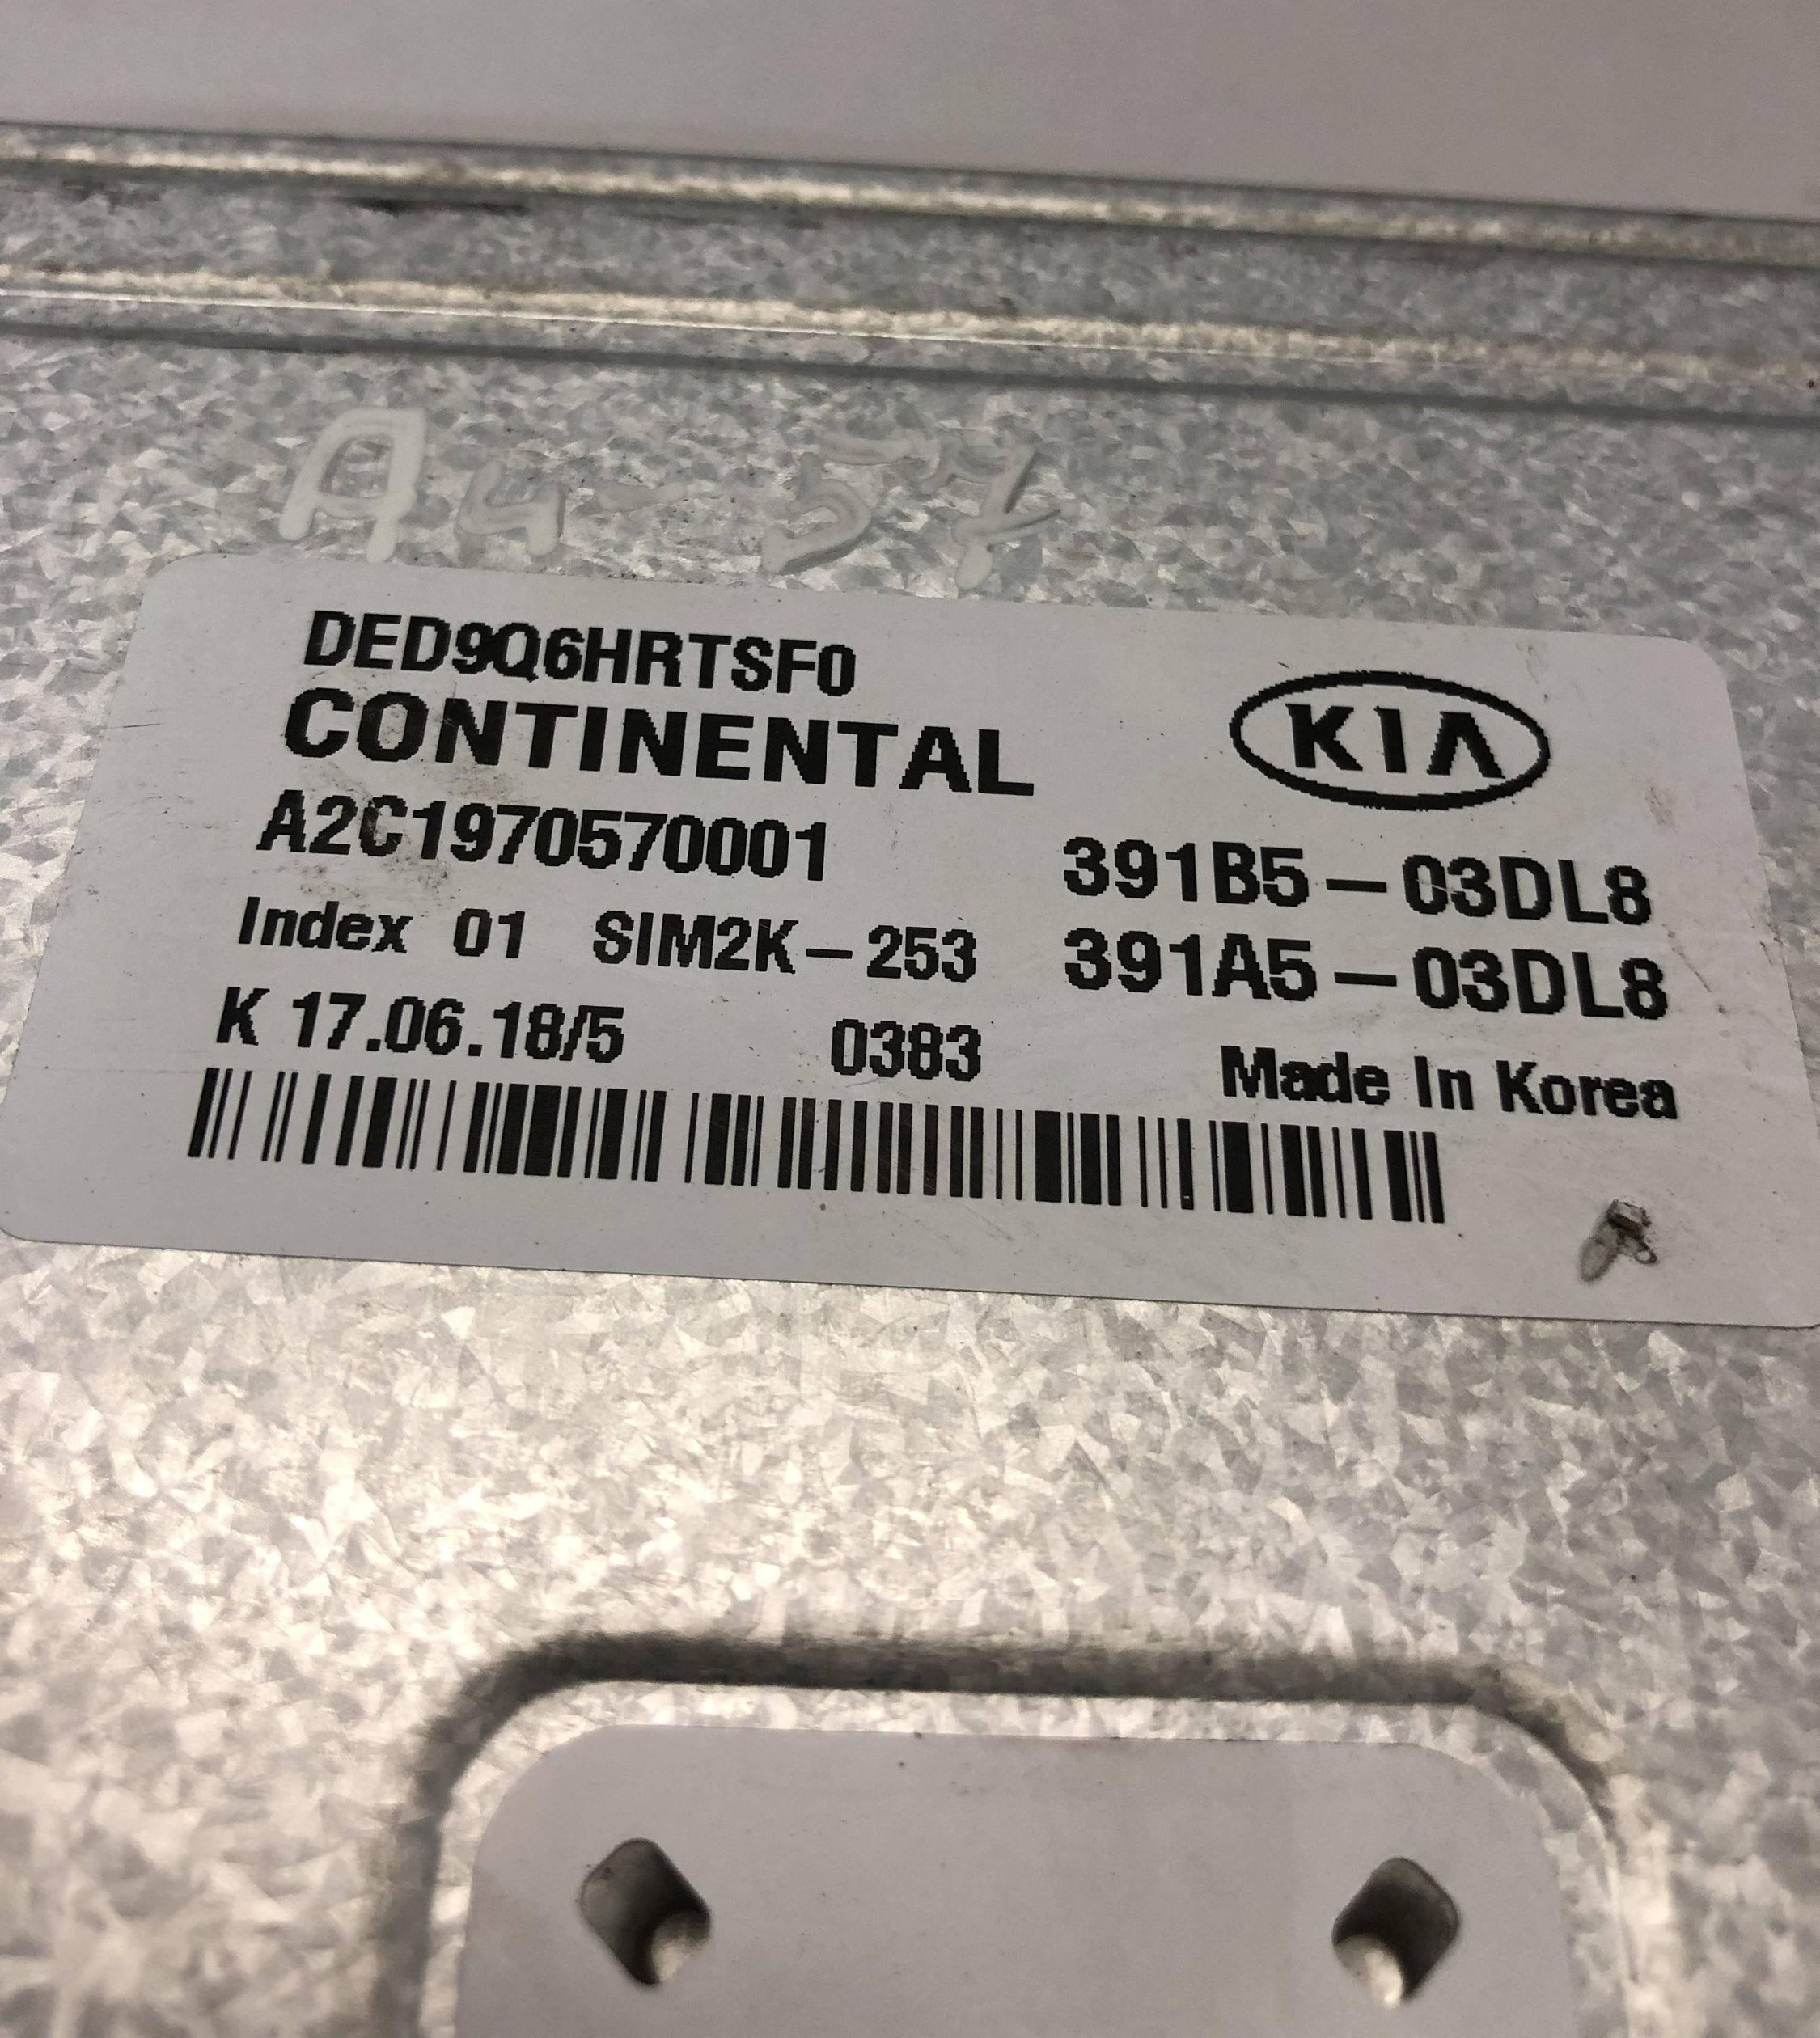 DED9Q6HRTSF0
CONTINENTAL
KIA
A2C1970570001
391B5-03DL8
Index 01 SIM2K-253
391A5-03DL8
K 17.06.18/5 0383
Made In Korea